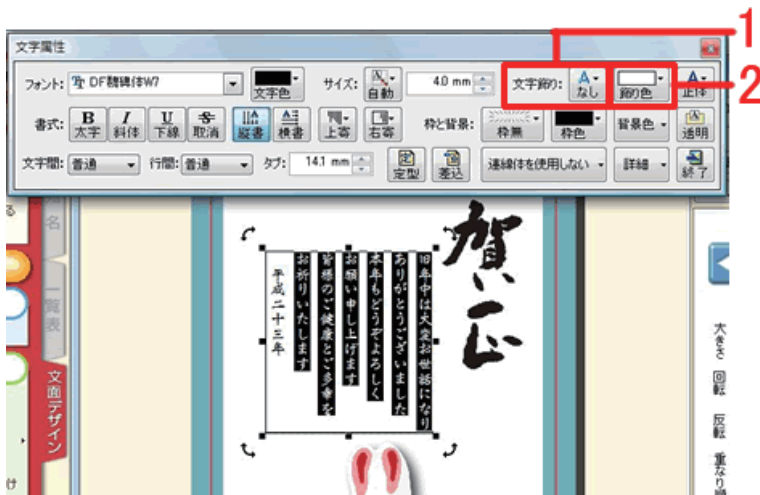 1
文字属性
フォント: DF魏碑体W7 文字色 サイズ: 自動 4.0 mm 文字飾り: なし 飾り色 正体
2
書式: B 太字 I 斜体 U 下線 S 取消 縦書 横書 上寄 右寄 枠と背景: 枠無 枠色 背景色 透明
文字間: 普通 行間: 普通 タブ: 14.1 mm 定型 差込 連線体を使用しない 詳細 終了
名
一覧表
文面デザイン
け
賀正
旧年中は大変お世話になり
ありがとうございました
本年もどうぞよろしく
お願い申し上げます
皆様のご健康とご多幸を
お祈りいたします
平成二十三年
大きさ
回転
反転
重なり順